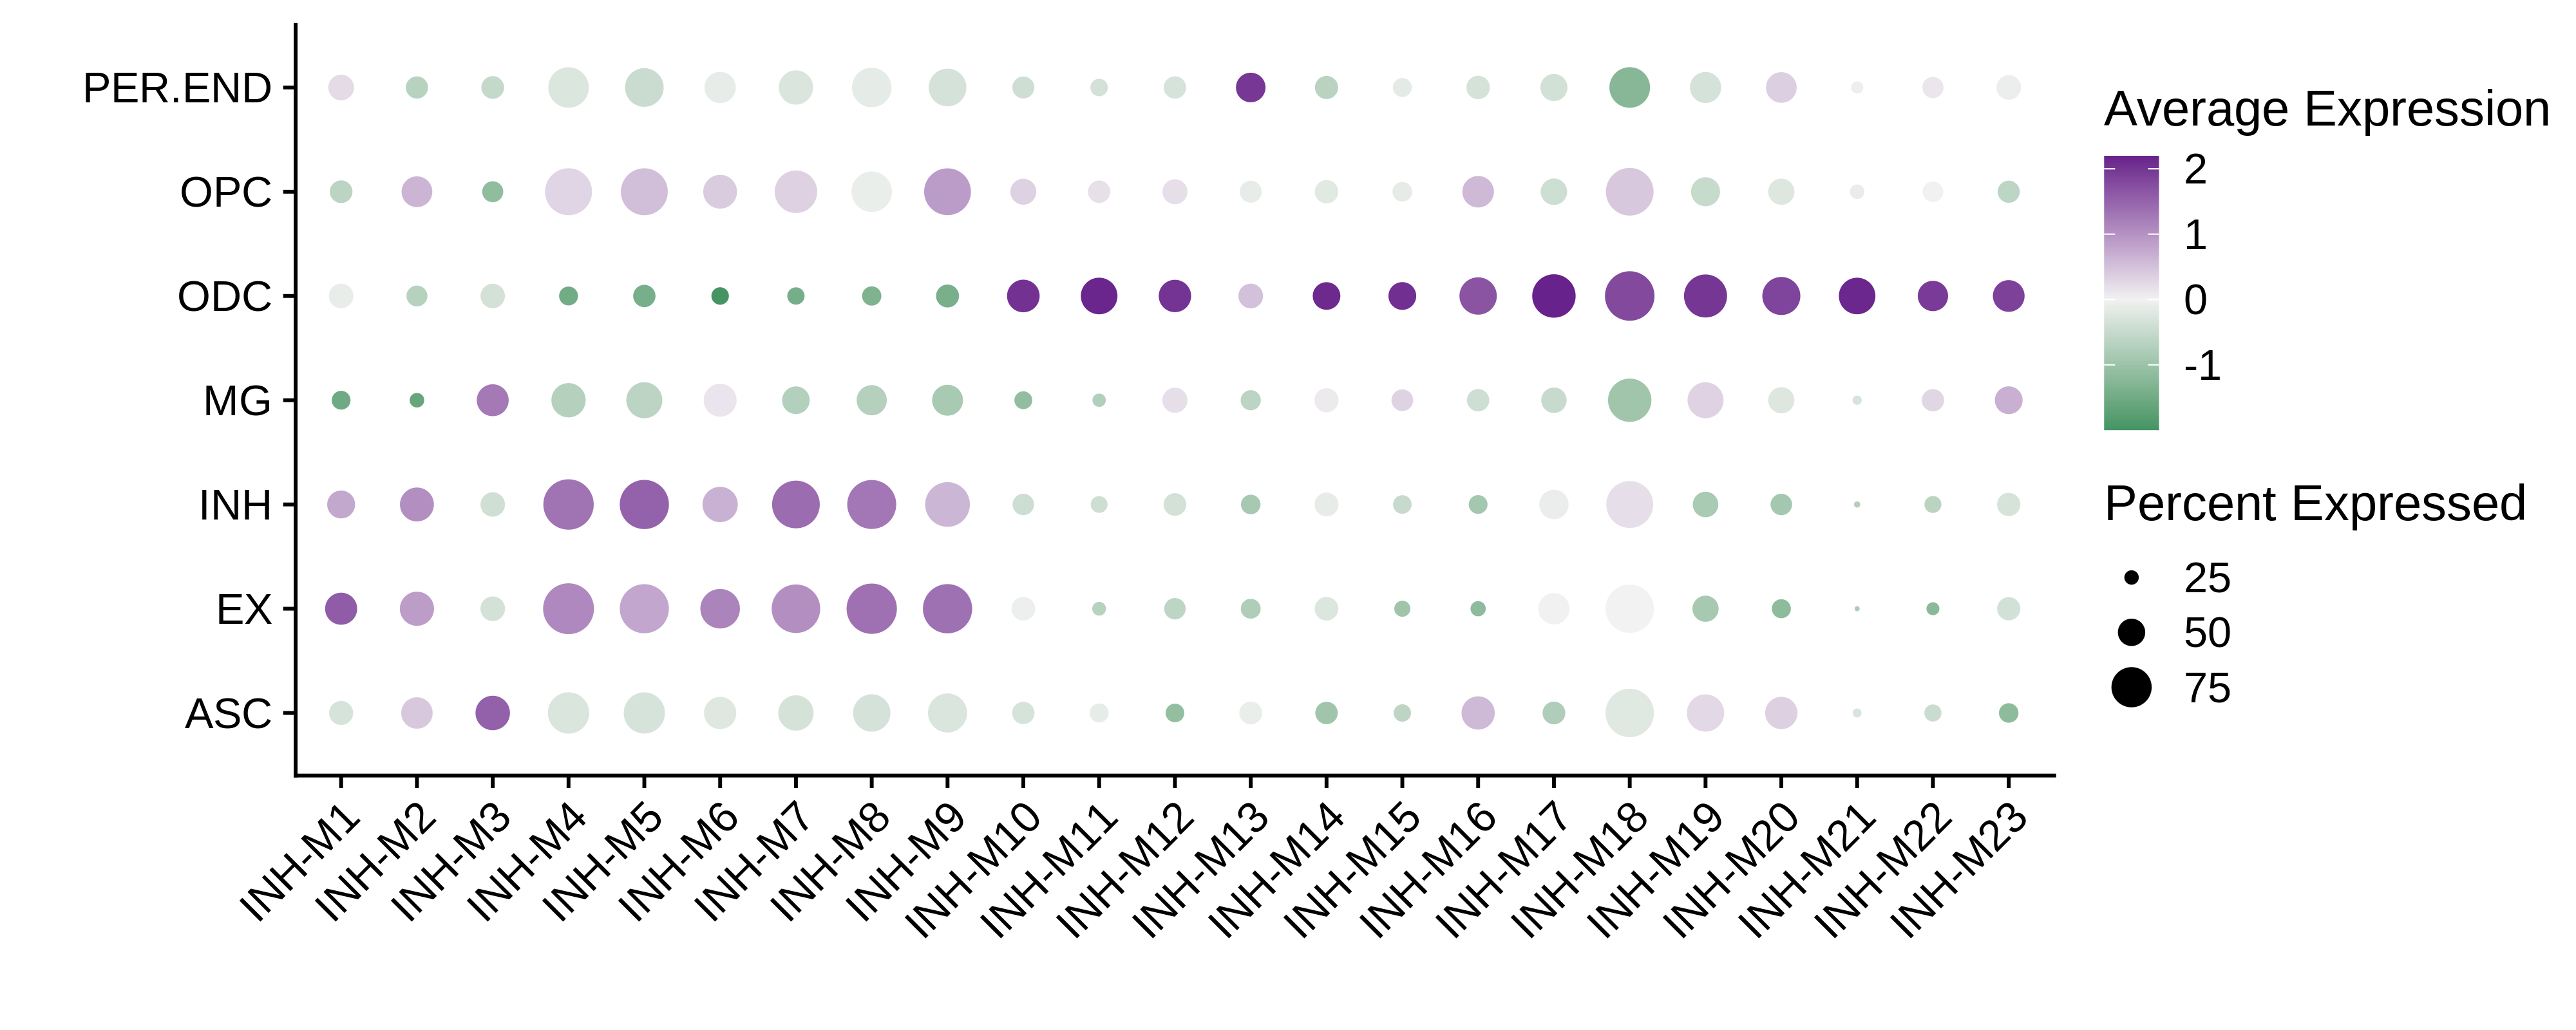 PER.END
OPC
ODC
MG
INH
EX
ASC
INH-M1
INH-M2
INH-M3
INH-M4
INH-M5
INH-M6
INH-M7
INH-M8
INH-M9
INH-M10
INH-M11
INH-M12
INH-M13
INH-M14
INH-M15
INH-M16
INH-M17
INH-M18
INH-M19
INH-M20
INH-M21
INH-M22
INH-M23
Average Expression
2
1
0
-1
Percent Expressed
25
50
75